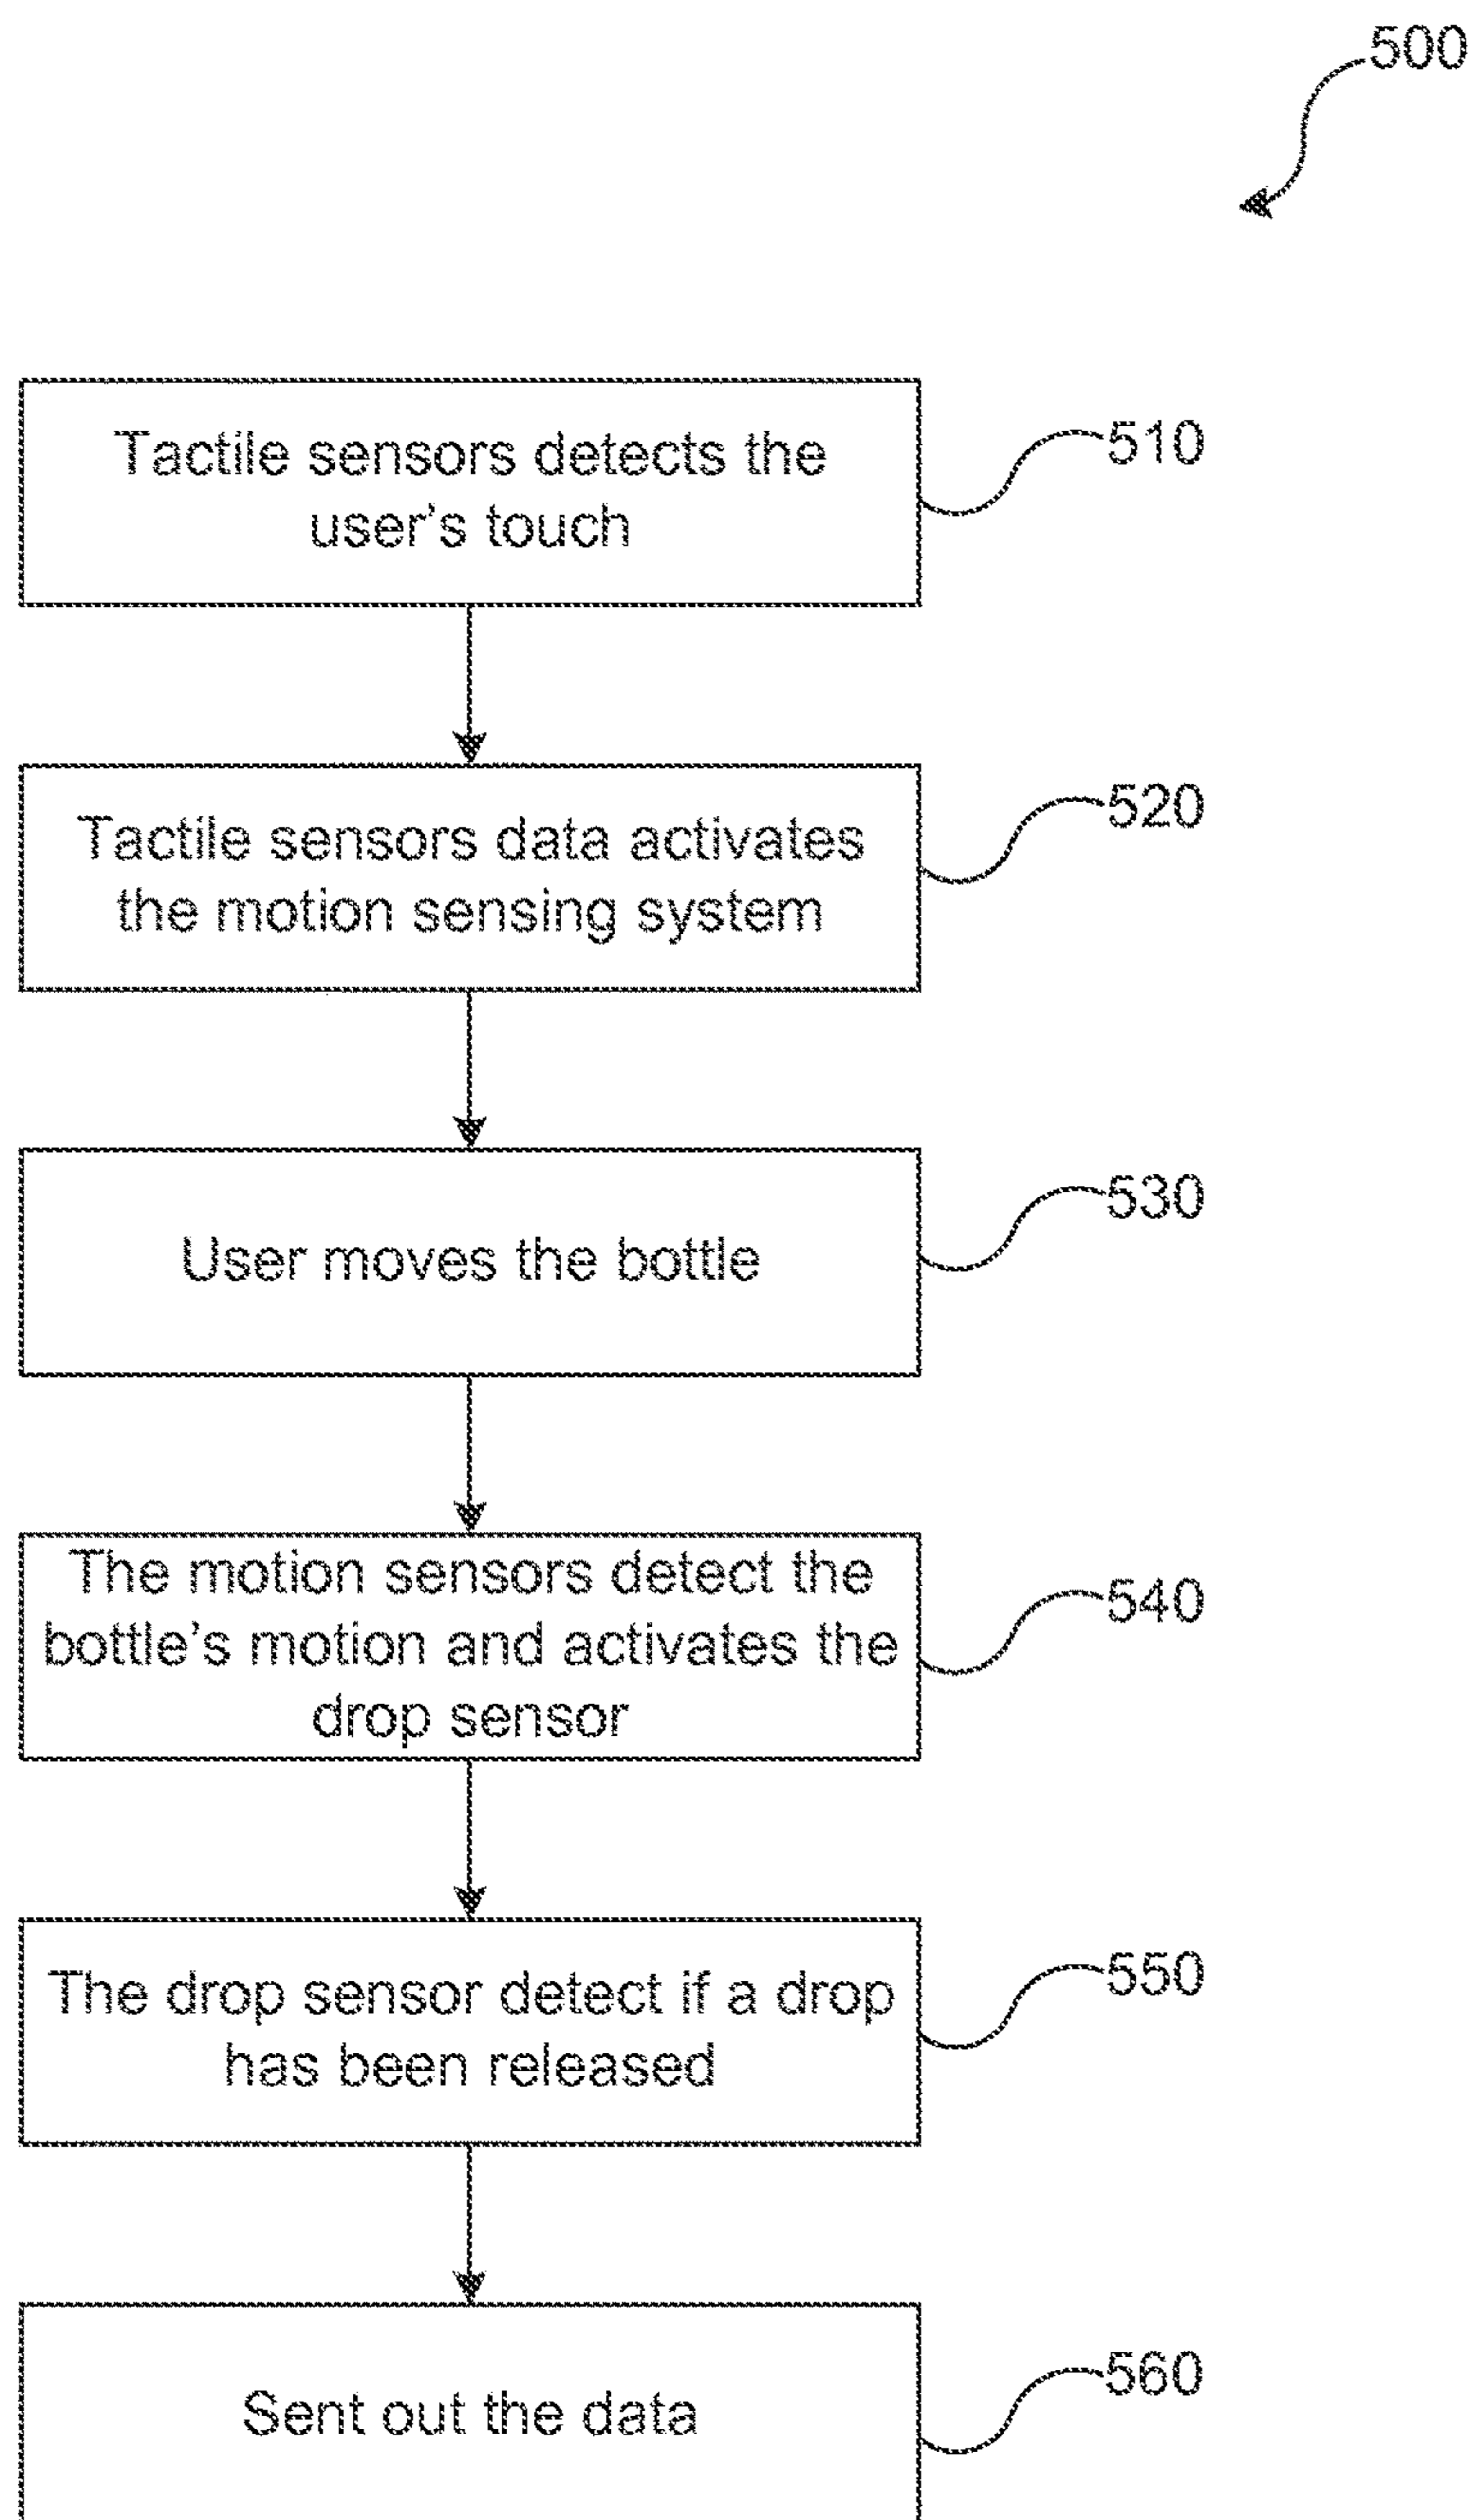 500
Tactile sensors detects the
user's touch
510
Tactile sensors data activates
the motion sensing system
520
User moves the bottle
530
The motion sensors detect the
bottle's motion and activates the
drop sensor
540
The drop sensor detect if a drop
has been released
550
Sent out the data
560